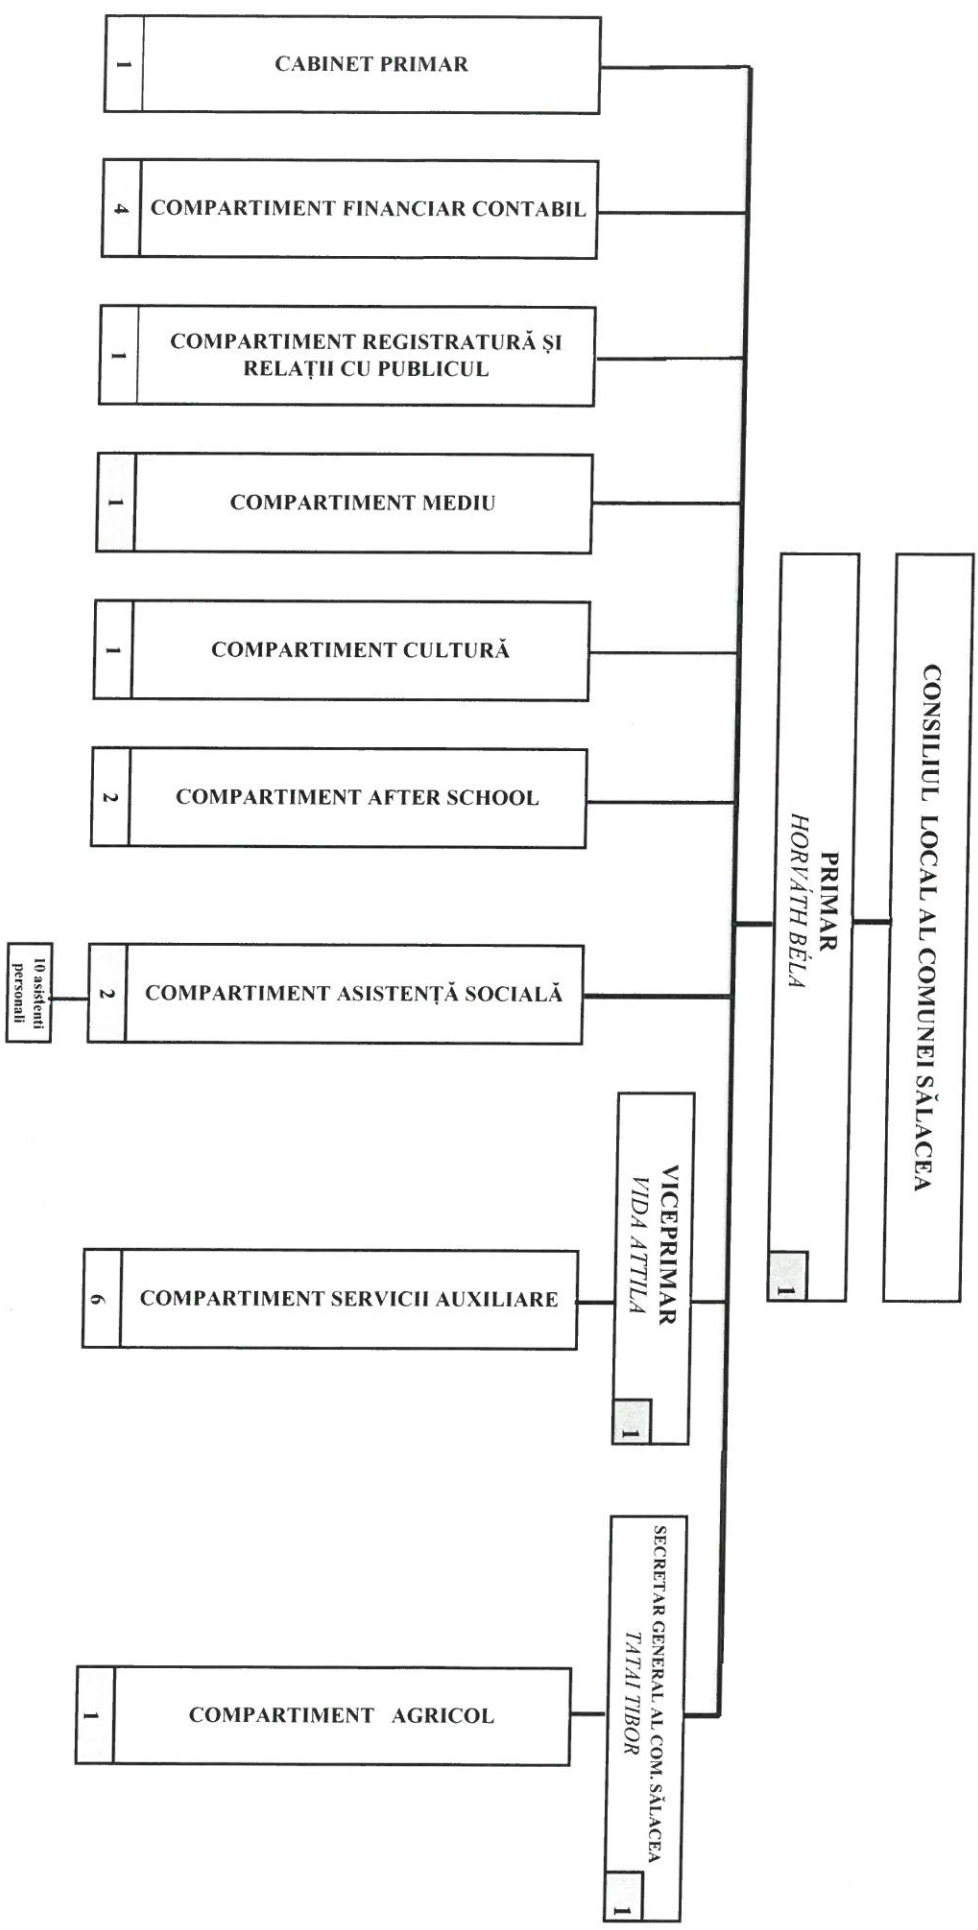 CONSILIUL LOCAL AL COMUNEI SĂLACEA
PRIMAR
HORVÁTH BÉLA
1
CABINET PRIMAR
1
COMPARTIMENT FINANCIAR CONTABIL
4
COMPARTIMENT REGISTRATURĂ ȘI
RELAȚII CU PUBLICUL
1
COMPARTIMENT MEDIU
1
COMPARTIMENT CULTURĂ
1
COMPARTIMENT AFTER SCHOOL
2
COMPARTIMENT ASISTENȚĂ SOCIALĂ
2
10 asistenti
personali
VICEPRIMAR
VIDA ATTILA
1
COMPARTIMENT SERVICII AUXILIARE
6
SECRETAR GENERAL AL COM. SĂLACEA
TATAI TIBOR
1
COMPARTIMENT AGRICOL
1